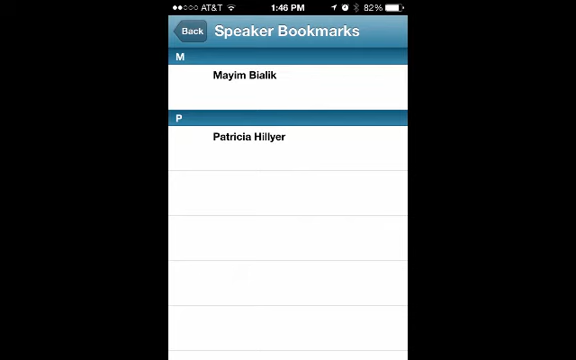 AT&T 1:46 PM 82%
Back Speaker Bookmarks
M
Mayim Bialik
P
Patricia Hillyer